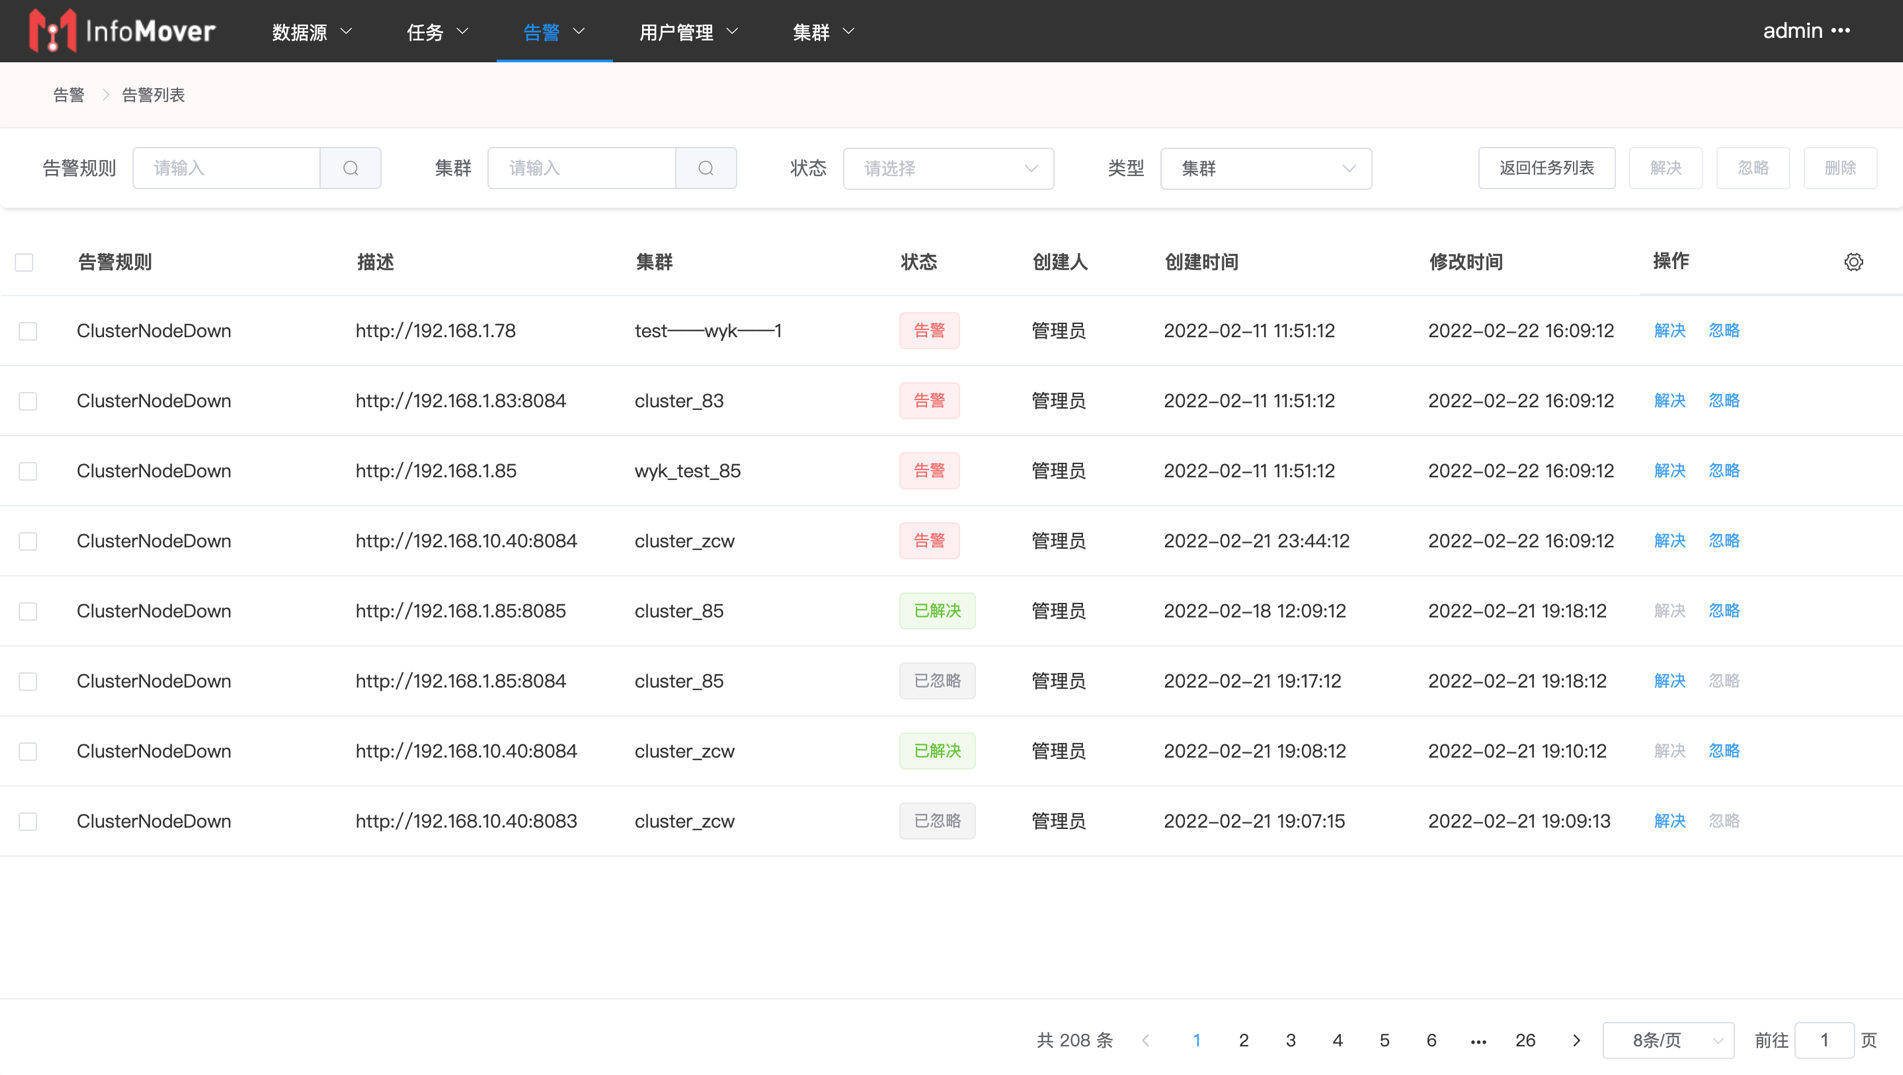 InfoMover 数据源 任务 告警 用户管理 集群 admin •••
告警 > 告警列表
告警规则 请输入 集群 请输入 状态 请选择 类型 集群 返回任务列表 解决 忽略 删除
告警规则 描述 集群 状态 创建人 创建时间 修改时间 操作
ClusterNodeDown http://192.168.1.78 test——wyk——1 告警 管理员 2022-02-11 11:51:12 2022-02-22 16:09:12 解决 忽略
ClusterNodeDown http://192.168.1.83:8084 cluster_83 告警 管理员 2022-02-11 11:51:12 2022-02-22 16:09:12 解决 忽略
ClusterNodeDown http://192.168.1.85 wyk_test_85 告警 管理员 2022-02-11 11:51:12 2022-02-22 16:09:12 解决 忽略
ClusterNodeDown http://192.168.10.40:8084 cluster_zcw 告警 管理员 2022-02-21 23:44:12 2022-02-22 16:09:12 解决 忽略
ClusterNodeDown http://192.168.1.85:8085 cluster_85 已解决 管理员 2022-02-18 12:09:12 2022-02-21 19:18:12 解决 忽略
ClusterNodeDown http://192.168.1.85:8084 cluster_85 已忽略 管理员 2022-02-21 19:17:12 2022-02-21 19:18:12 解决 忽略
ClusterNodeDown http://192.168.10.40:8084 cluster_zcw 已解决 管理员 2022-02-21 19:08:12 2022-02-21 19:10:12 解决 忽略
ClusterNodeDown http://192.168.10.40:8083 cluster_zcw 已忽略 管理员 2022-02-21 19:07:15 2022-02-21 19:09:13 解决 忽略
共 208 条 < 1 2 3 4 5 6 ••• 26 > 8条/页 前往 1 页